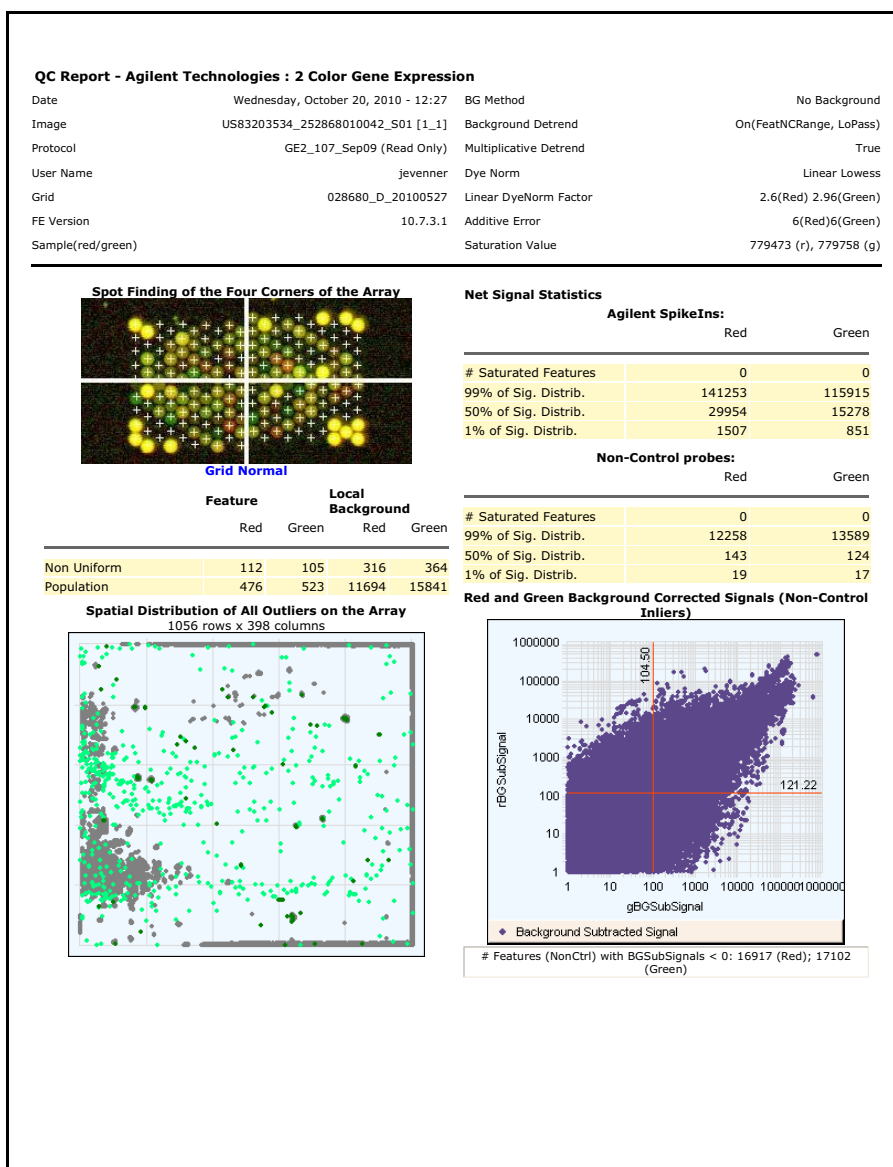 QC Report - Agilent Technologies : 2 Color Gene Expression
Date Wednesday, October 20, 2010 - 12:27 BG Method No Background
Image US83203534_252868010042_S01 [1_1] Background Detrend On(FeatNCRange, LoPass)
Protocol GE2_107_Sep09 (Read Only) Multiplicative Detrend True
User Name jevenner Dye Norm Linear Lowess
Grid 028680_D_20100527 Linear DyeNorm Factor 2.6(Red) 2.96(Green)
FE Version 10.7.3.1 Additive Error 6(Red)6(Green)
Sample(red/green) Saturation Value 779473 (r), 779758 (g)
Spot Finding of the Four Corners of the Array
Grid Normal
Feature Local Background
Red Green Red Green
Non Uniform 112 105 316 364
Population 476 523 11694 15841
Spatial Distribution of All Outliers on the Array
1056 rows x 398 columns
Net Signal Statistics
Agilent SpikeIns:
Red Green
# Saturated Features 0 0
99% of Sig. Distrib. 141253 115915
50% of Sig. Distrib. 29954 15278
1% of Sig. Distrib. 1507 851
Non-Control probes:
Red Green
# Saturated Features 0 0
99% of Sig. Distrib. 12258 13589
50% of Sig. Distrib. 143 124
1% of Sig. Distrib. 19 17
Red and Green Background Corrected Signals (Non-Control
Inliers)
1000000
100000
10000
1000
100
10
1
rBGSubSignal
104.50
121.22
1 10 100 1000 10000 100000 1000000
gBGSubSignal
Background Subtracted Signal
# Features (NonCtrl) with BGSubSignals < 0: 16917 (Red); 17102
(Green)